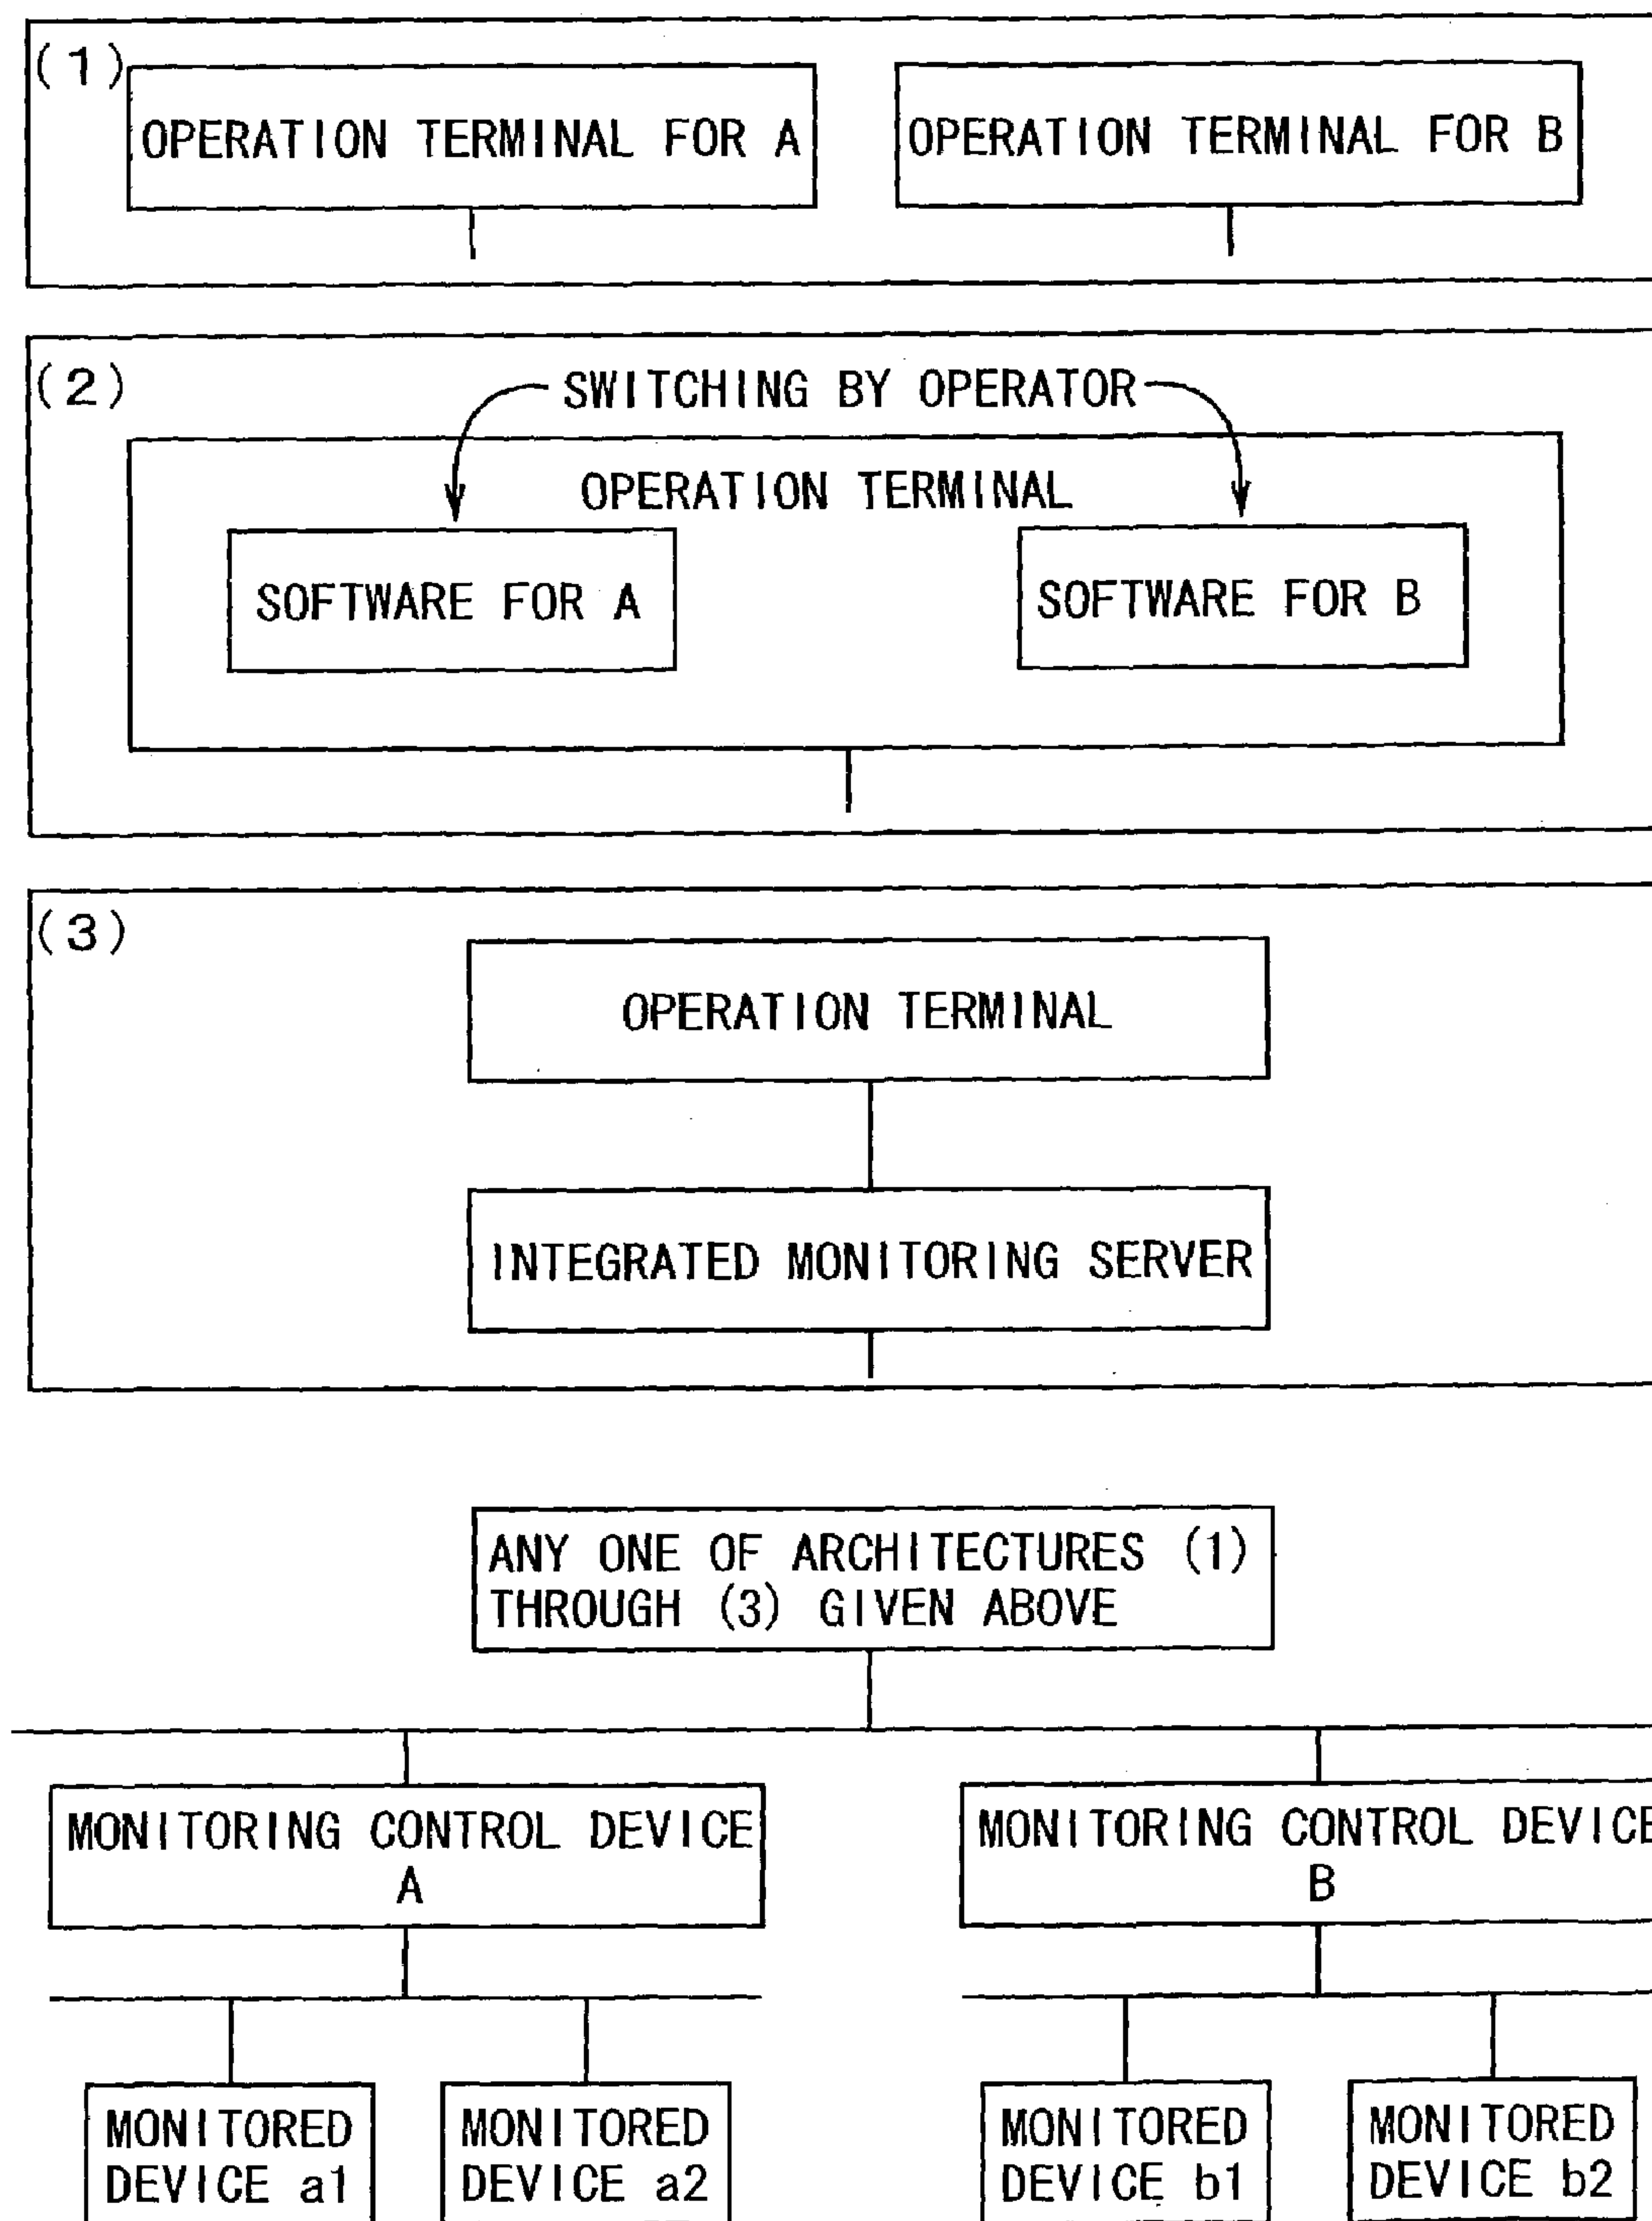 (1)
OPERATION TERMINAL FOR A
OPERATION TERMINAL FOR B
(2)
SWITCHING BY OPERATOR
OPERATION TERMINAL
SOFTWARE FOR A
SOFTWARE FOR B
(3)
OPERATION TERMINAL
INTEGRATED MONITORING SERVER
ANY ONE OF ARCHITECTURES (1)
THROUGH (3) GIVEN ABOVE
MONITORING CONTROL DEVICE
A
MONITORING CONTROL DEVICE
B
MONITORED
DEVICE a1
MONITORED
DEVICE a2
MONITORED
DEVICE b1
MONITORED
DEVICE b2